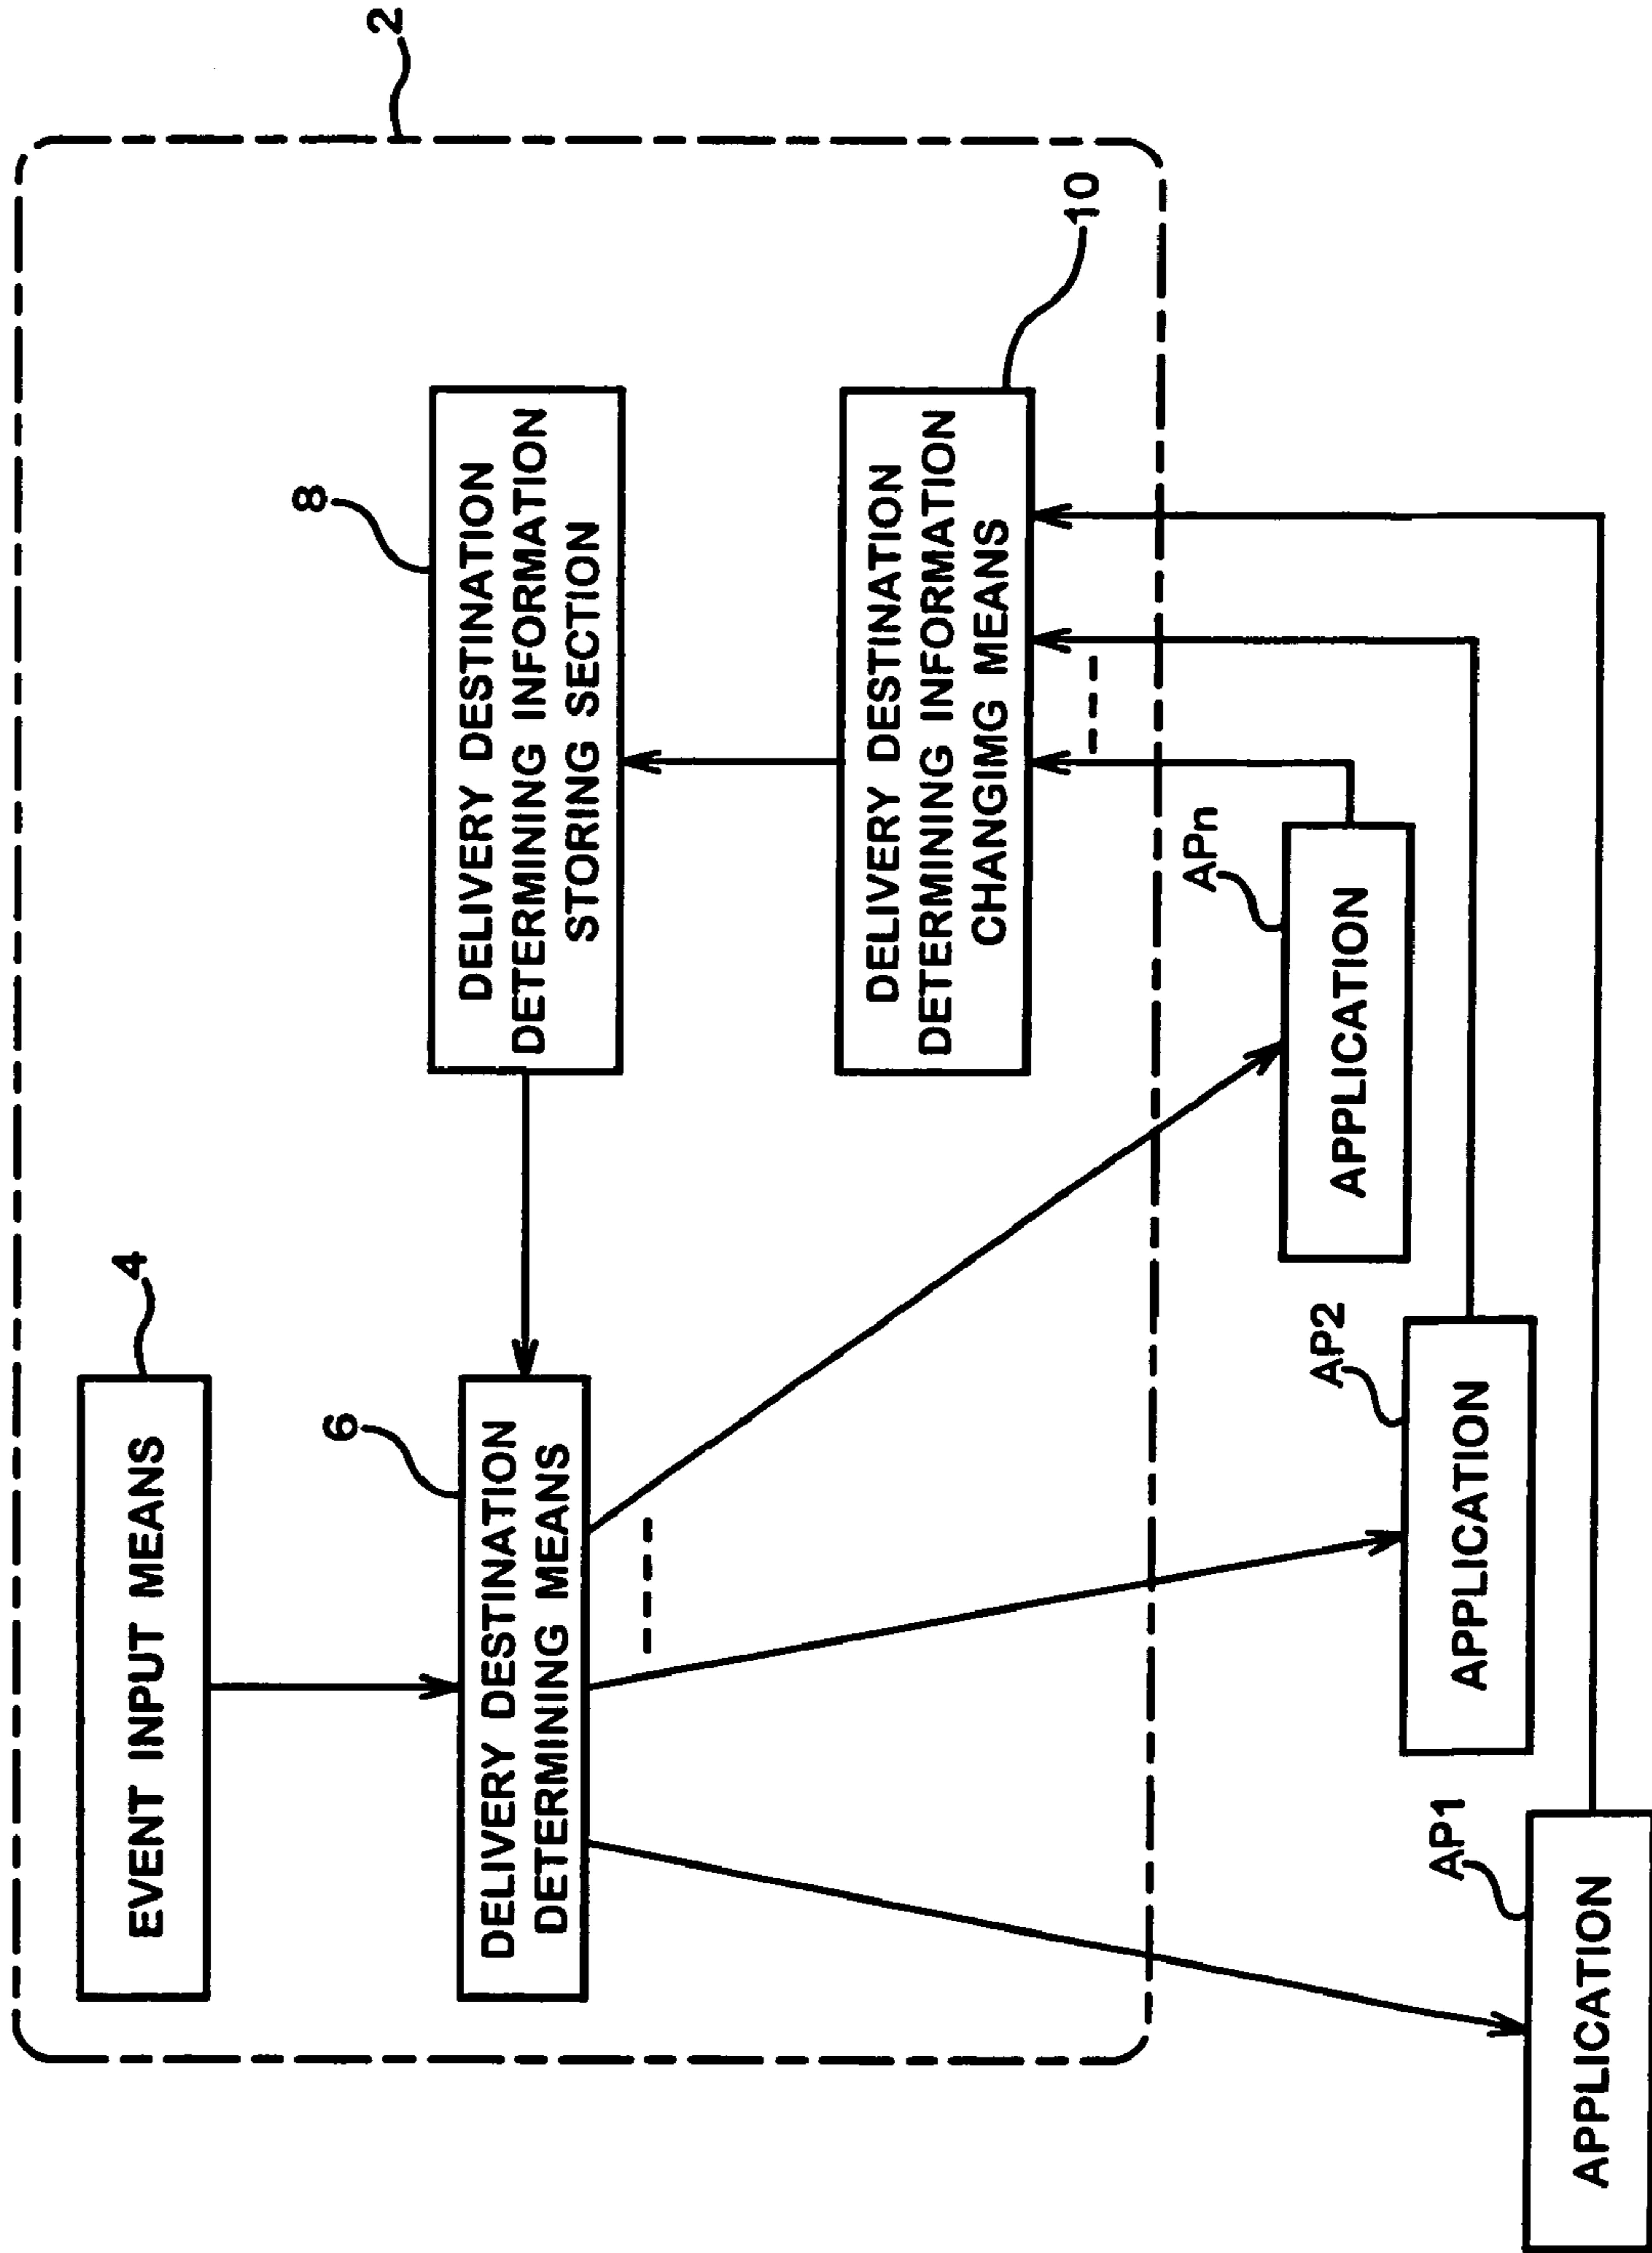 2
EVENT INPUT MEANS
4
DELIVERY DESTINATION
DETERMINING MEANS
6
DELIVERY DESTINATION
DETERMINING INFORMATION
STORING SECTION
8
DELIVERY DESTINATION
DETERMINING INFORMATION
CHANGIMG MEANS
10
APPLICATION
AP1
APPLICATION
AP2
APPLICATION
APn